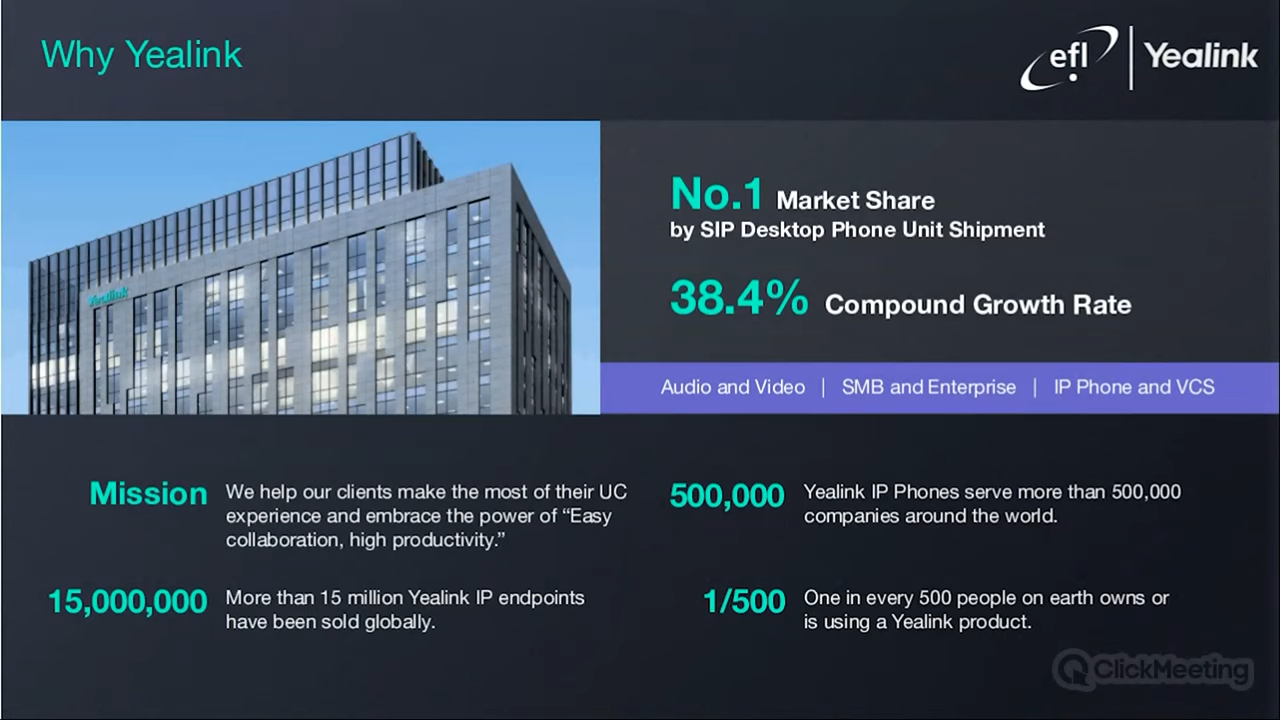 Why Yealink
efl | Yealink
Yealink
No.1 Market Share
by SIP Desktop Phone Unit Shipment
38.4% Compound Growth Rate
Audio and Video | SMB and Enterprise | IP Phone and VCS
Mission
We help our clients make the most of their UC
experience and embrace the power of “Easy
collaboration, high productivity.”
500,000
Yealink IP Phones serve more than 500,000
companies around the world.
15,000,000
More than 15 million Yealink IP endpoints
have been sold globally.
1/500
One in every 500 people on earth owns or
is using a Yealink product.
ClickMeeting